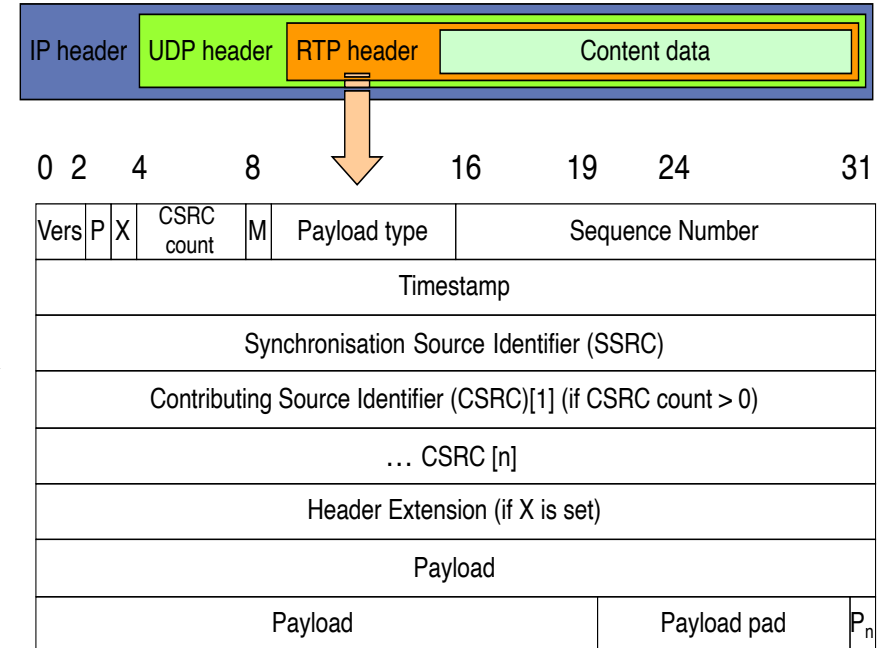 IP header UDP header RTP header Content data
0 2 4 8 16 19 24 31
Vers P X CSRC count M Payload type Sequence Number
Timestamp
Synchronisation Source Identifier (SSRC)
Contributing Source Identifier (CSRC)[1] (if CSRC count > 0)
... CSRC [n]
Header Extension (if X is set)
Payload
Payload Payload pad Pn